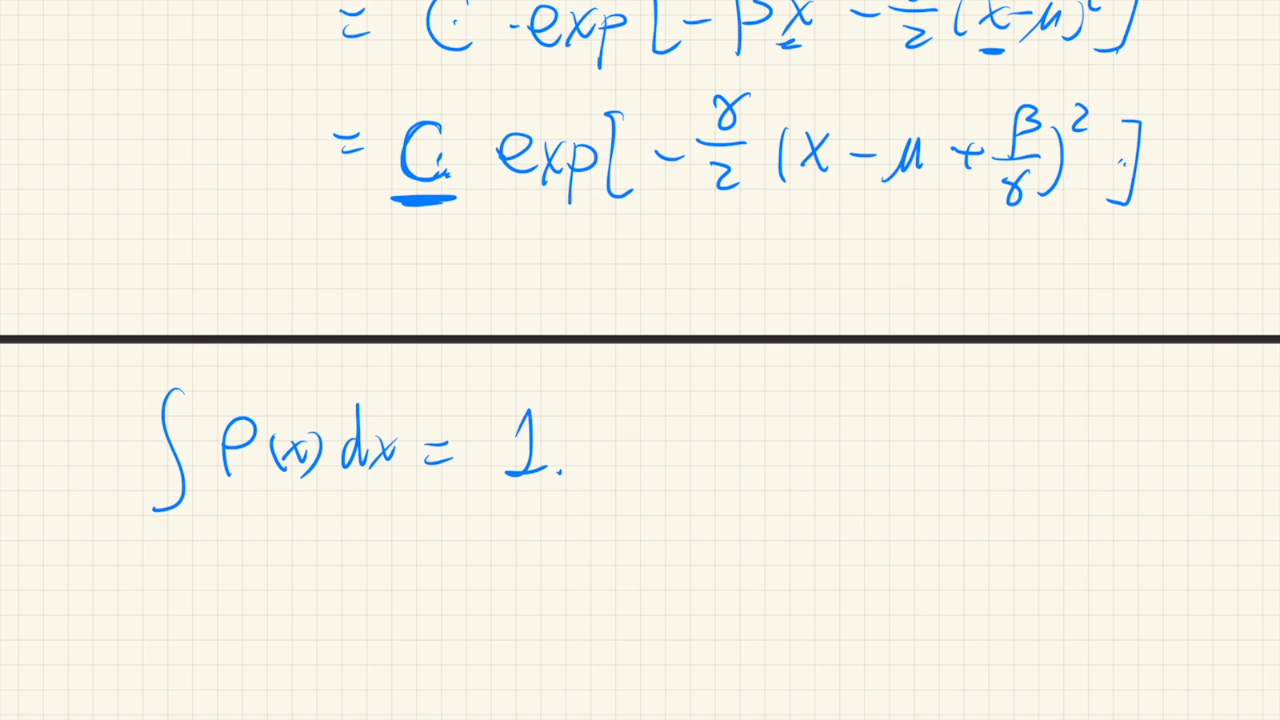 = C · exp[-βx - γ/2 (x-μ)²]
= C exp[-γ/2 (x-μ+β/γ)²]
∫ρ(x)dx = 1.